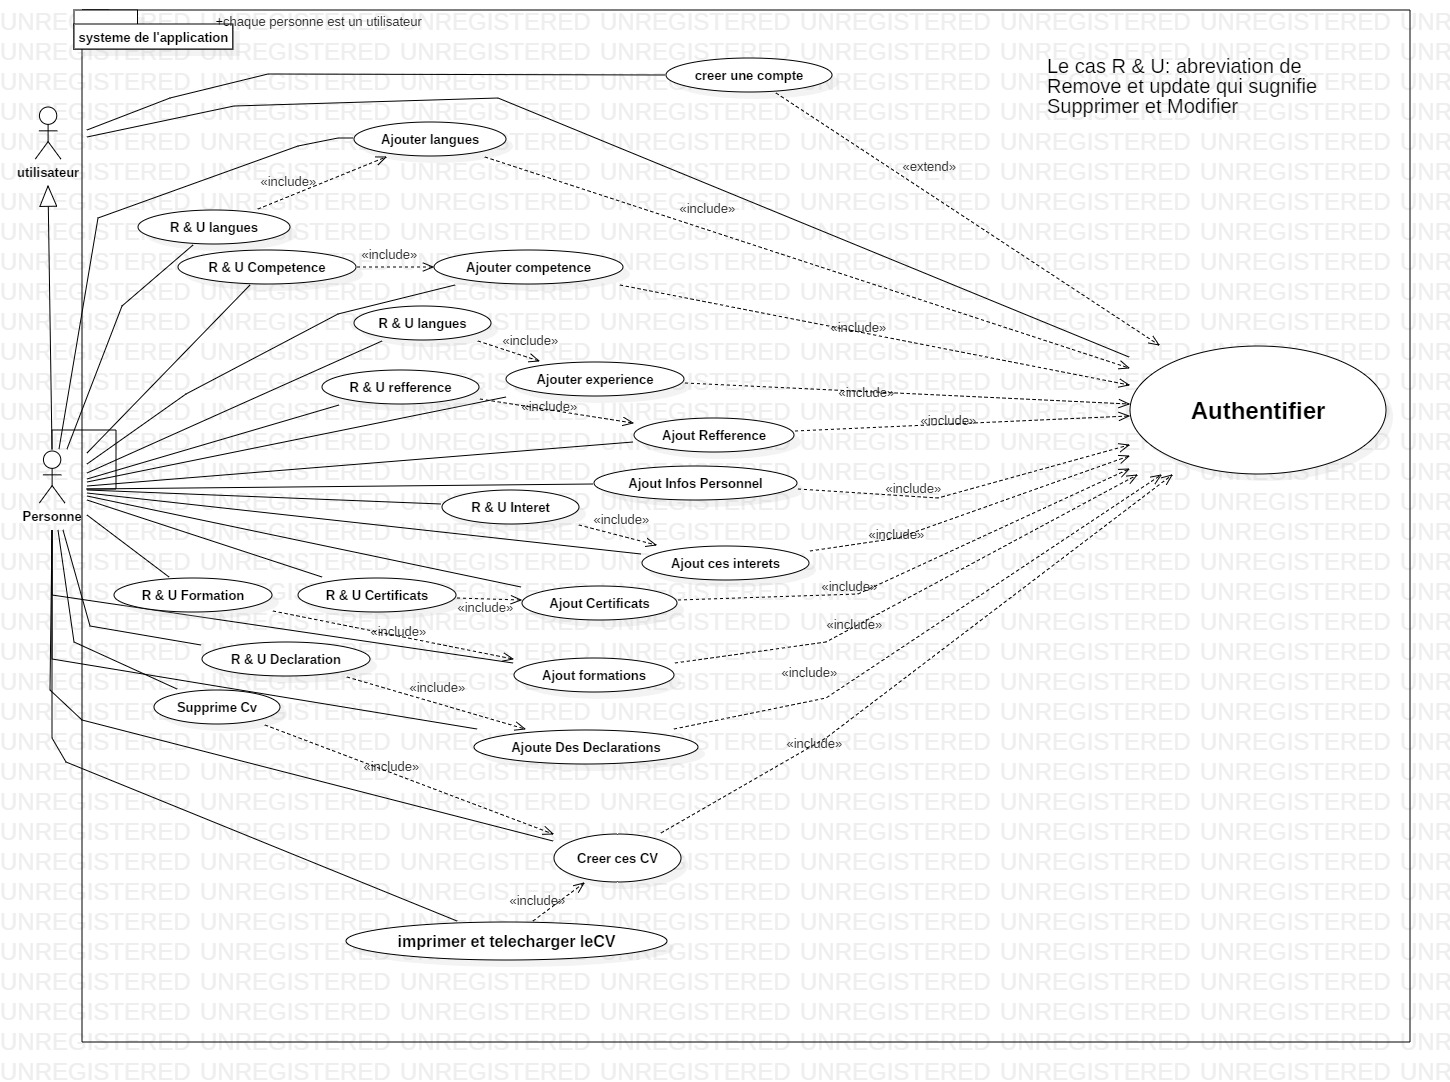 +chaque personne est un utilisateur
systeme de l'application
Le cas R & U: abreviation de
Remove et update qui sugnifie
Supprimer et Modifier
creer une compte
utilisateur
Ajouter langues
«extend»
«include»
«include»
R & U langues
R & U Competence
«include»
Ajouter competence
R & U langues
«include»
«include»
Ajouter experience
R & U refference
«include»
«include»
Authentifier
«include»
Ajout Refference
Ajout Infos Personnel
«include»
R & U Interet
«include»
Personne
«include»
Ajout ces interets
«include»
R & U Formation
R & U Certificats
«include»
Ajout Certificats
«include»
«include»
R & U Declaration
Ajout formations
«include»
«include»
Supprime Cv
Ajoute Des Declarations
«include»
«include»
Creer ces CV
«include»
imprimer et telecharger leCV
UNREGISTERED